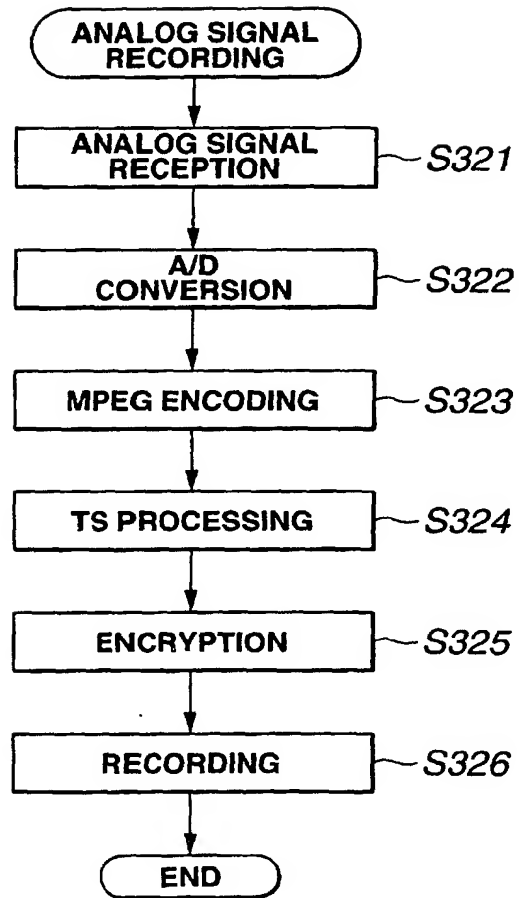 ANALOG SIGNAL
RECORDING
ANALOG SIGNAL
RECEPTION
S321
A/D
CONVERSION
S322
MPEG ENCODING
S323
TS PROCESSING
S324
ENCRYPTION
S325
RECORDING
S326
END